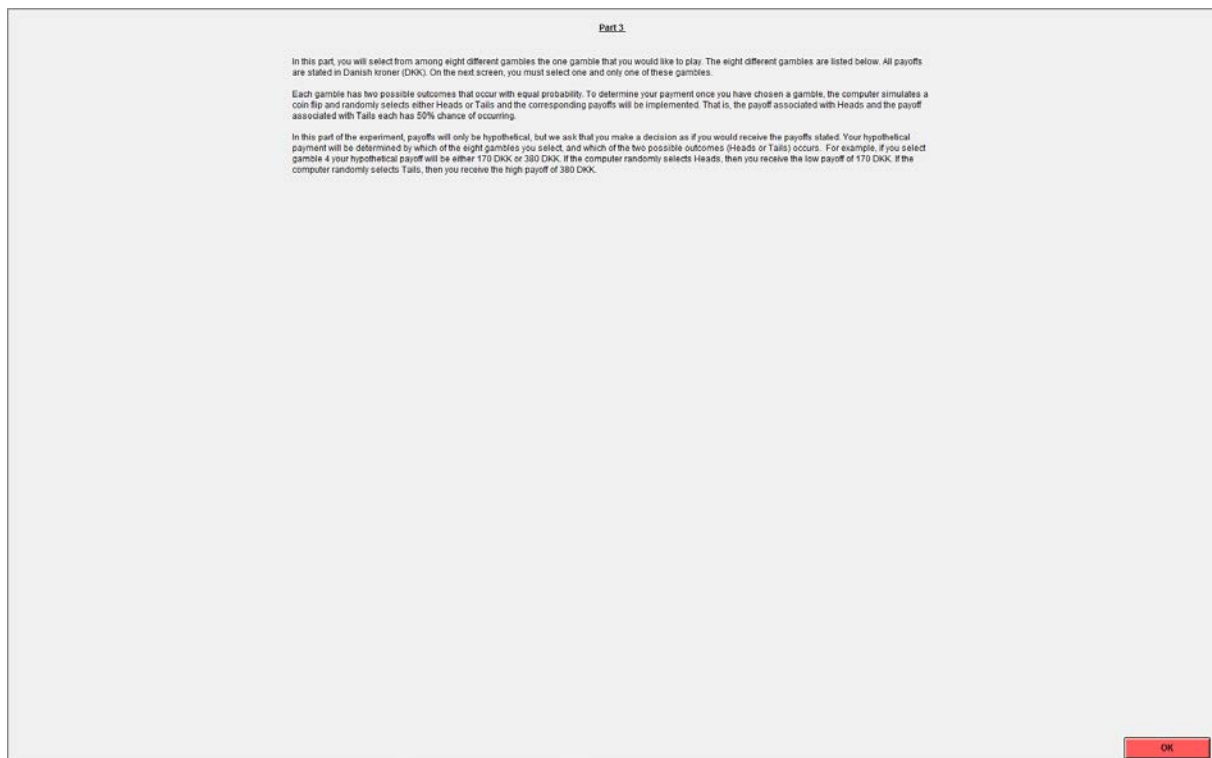 Part 3
In this part, you will select from among eight different gambles the one gamble that you would like to play. The eight different gambles are listed below. All payoffs
are stated in Danish kroner (DKK). On the next screen, you must select one and only one of these gambles.
Each gamble has two possible outcomes that occur with equal probability. To determine your payment once you have chosen a gamble, the computer simulates a
coin flip and randomly selects either Heads or Tails and the corresponding payoffs will be implemented. That is, the payoff associated with Heads and the payoff
associated with Tails each has 50% chance of occurring.
In this part of the experiment, payoffs will only be hypothetical, but we ask that you make a decision as if you would receive the payoffs stated. Your hypothetical
payment will be determined by which of the eight gambles you select, and which of the two possible outcomes (Heads or Tails) occurs. For example, if you select
gamble 4 your hypothetical payoff will be either 170 DKK or 380 DKK. If the computer randomly selects Heads, then you receive the low payoff of 170 DKK. If the
computer randomly selects Tails, then you receive the high payoff of 380 DKK.
OK